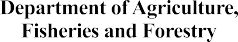 Department of Agriculture,
Fisheries and Forestry